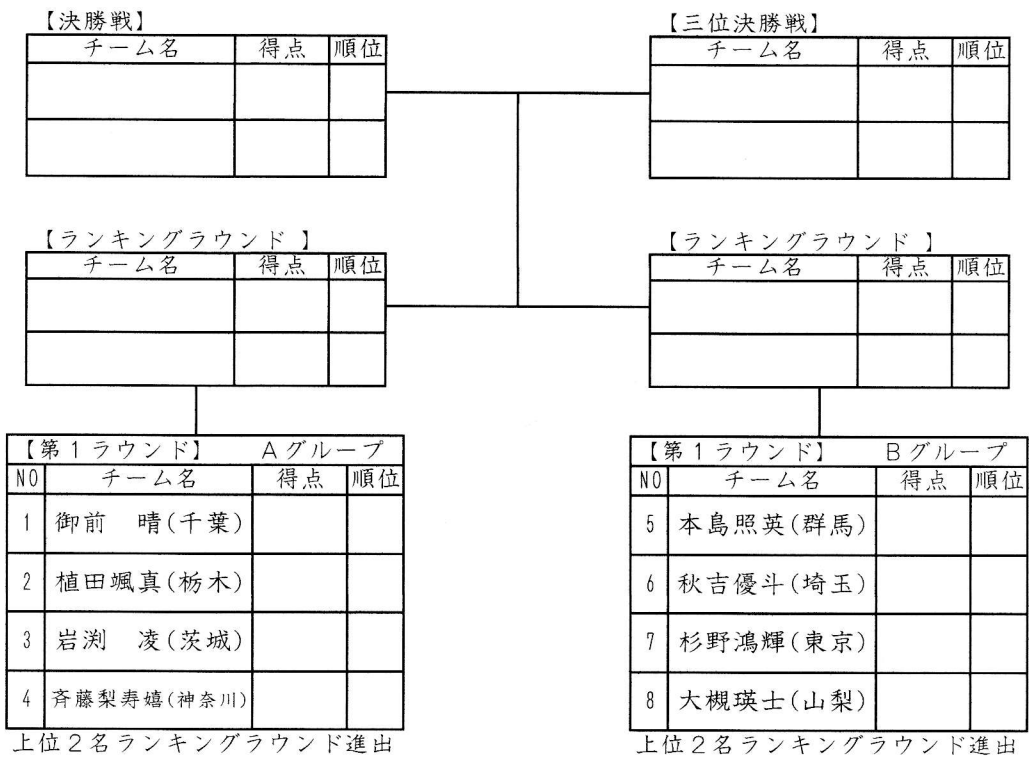 【決勝戦】
チーム名 得点 順位
【三位決勝戦】
チーム名 得点 順位
【ランキングラウンド 】
チーム名 得点 順位
【ランキングラウンド 】
チーム名 得点 順位
【第1ラウンド】 Aグループ
NO チーム名 得点 順位
1 御前 晴(千葉)
2 植田颯真(栃木)
3 岩渕 凌(茨城)
4 斉藤梨寿嬉(神奈川)
上位2名ランキングラウンド進出
【第1ラウンド】 Bグループ
NO チーム名 得点 順位
5 本島照英(群馬)
6 秋吉優斗(埼玉)
7 杉野鴻輝(東京)
8 大槻瑛士(山梨)
上位2名ランキングラウンド進出